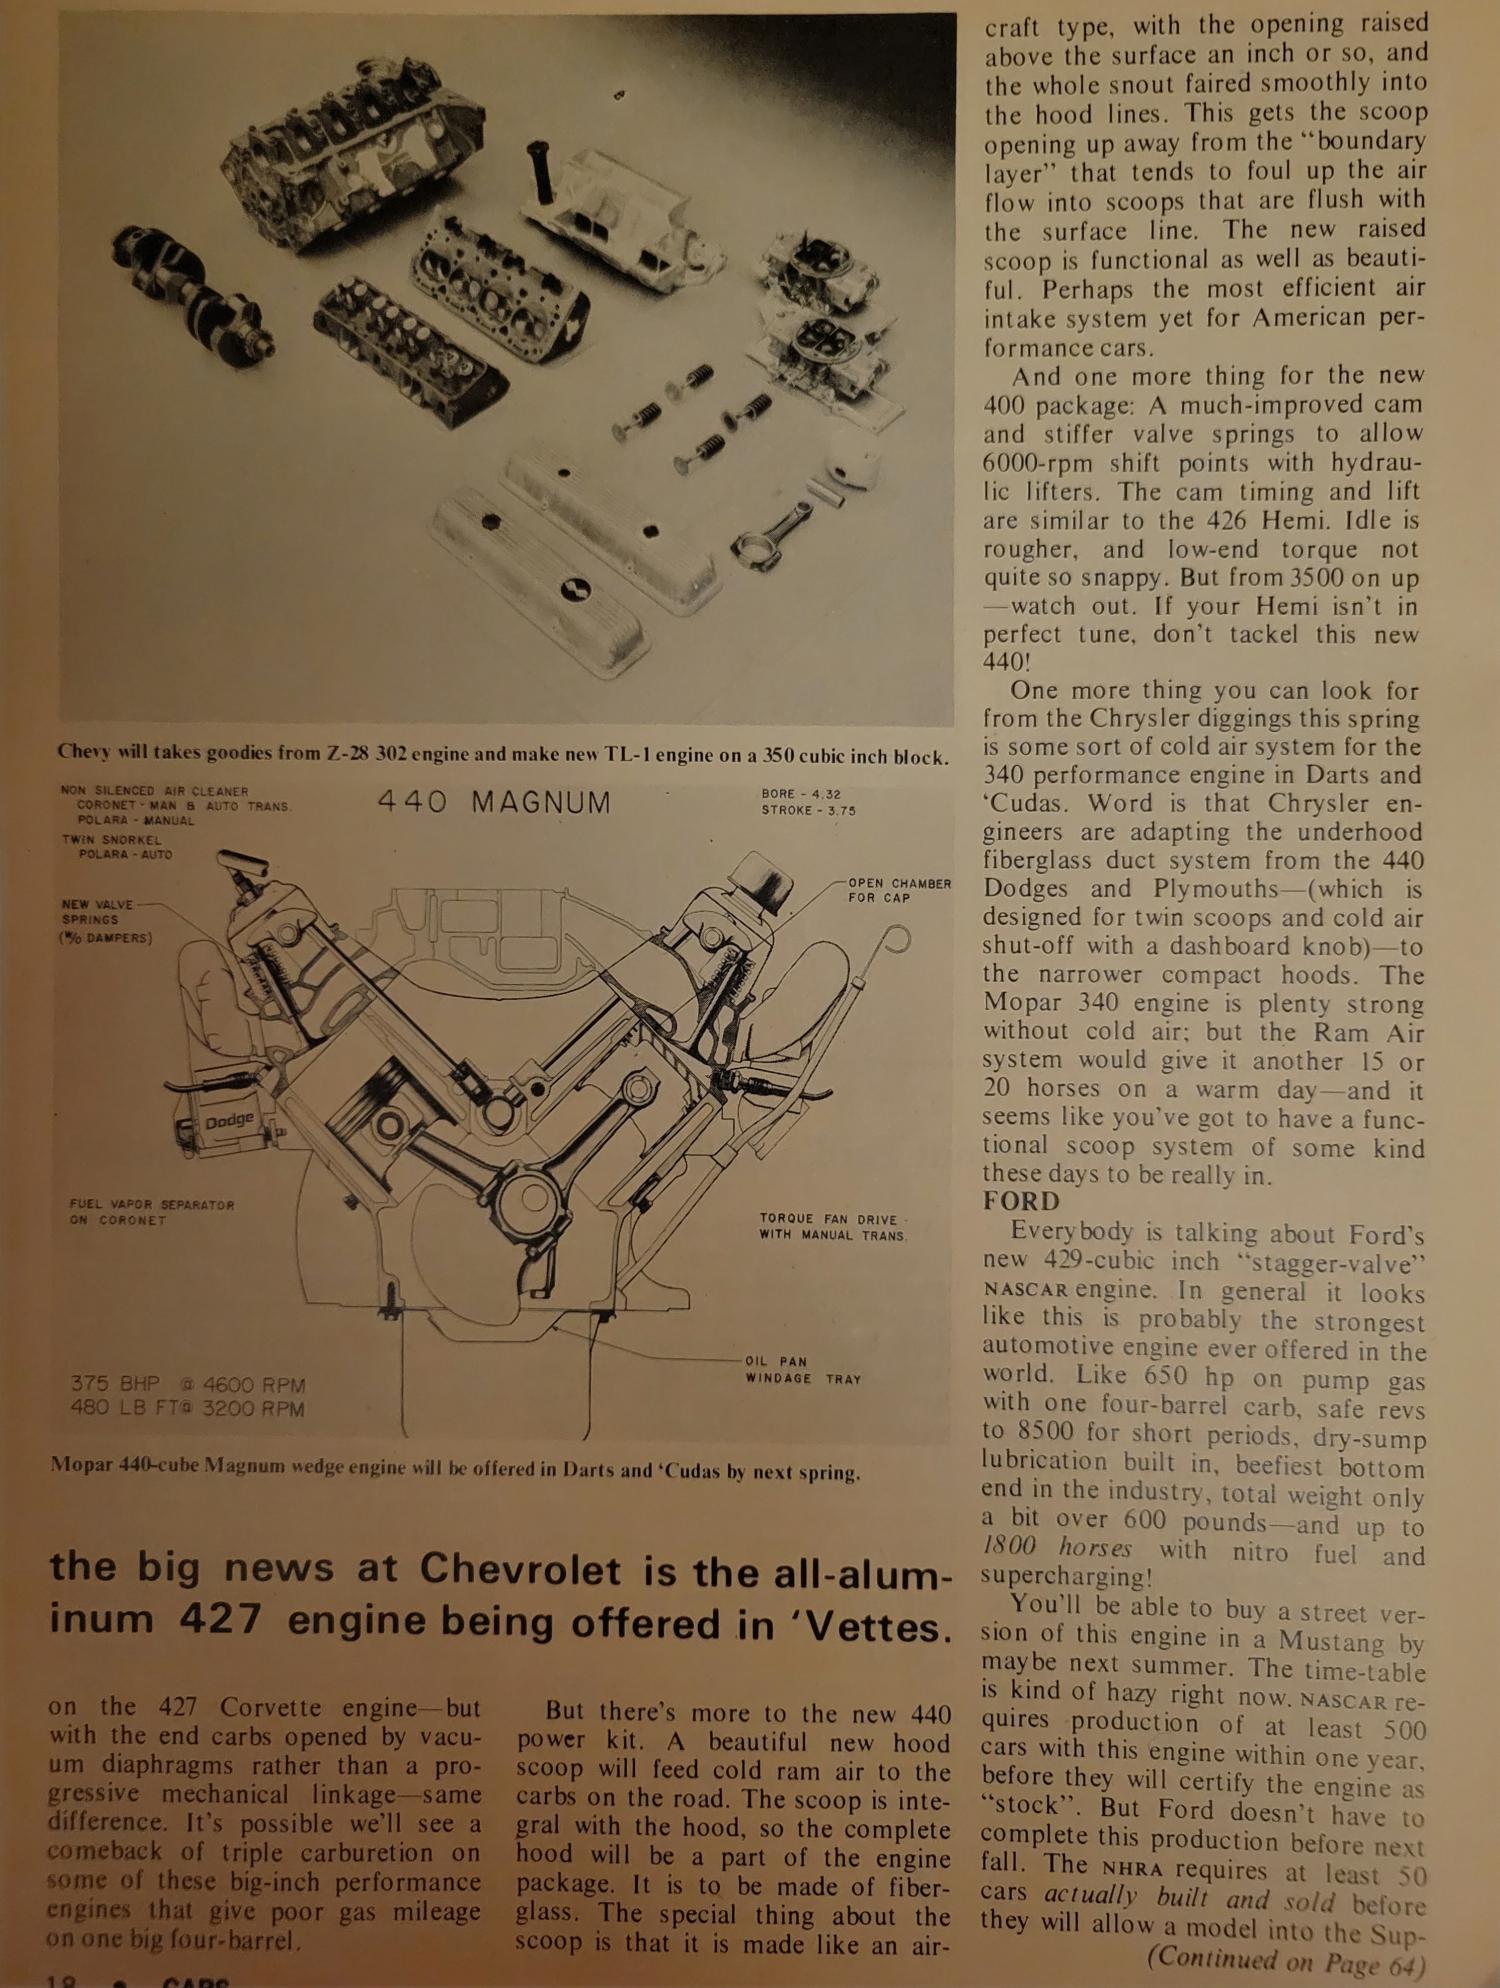 Chevy will takes goodies from Z-28 302 engine and make new TL-1 engine on a 350 cubic inch block.
NON SILENCED AIR CLEANER
CORONET - MAN & AUTO TRANS.
POLARA - MANUAL
TWIN SNORKEL
POLARA - AUTO
440 MAGNUM
BORE - 4.32
STROKE - 3.75
NEW VALVE
SPRINGS
(W/O DAMPERS)
OPEN CHAMBER
FOR CAP
Dodge
FUEL VAPOR SEPARATOR
ON CORONET
TORQUE FAN DRIVE -
WITH MANUAL TRANS.
OIL PAN
WINDAGE TRAY
375 BHP @ 4600 RPM
480 LB FT@ 3200 RPM
Mopar 440-cube Magnum wedge engine will be offered in Darts and ‘Cudas by next spring.
the big news at Chevrolet is the all-alum-
inum 427 engine being offered in ‘Vettes.
on the 427 Corvette engine—but
with the end carbs opened by vacu-
um diaphragms rather than a pro-
gressive mechanical linkage—same
difference. It’s possible we’ll see a
comeback of triple carburetion on
some of these big-inch performance
engines that give poor gas mileage
on one big four-barrel.
But there’s more to the new 440
power kit. A beautiful new hood
scoop will feed cold ram air to the
carbs on the road. The scoop is inte-
gral with the hood, so the complete
hood will be a part of the engine
package. It is to be made of fiber-
glass. The special thing about the
scoop is that it is made like an air-
craft type, with the opening raised
above the surface an inch or so, and
the whole snout faired smoothly into
the hood lines. This gets the scoop
opening up away from the “boundary
layer” that tends to foul up the air
flow into scoops that are flush with
the surface line. The new raised
scoop is functional as well as beauti-
ful. Perhaps the most efficient air
intake system yet for American per-
formance cars.
And one more thing for the new
400 package: A much-improved cam
and stiffer valve springs to allow
6000-rpm shift points with hydrau-
lic lifters. The cam timing and lift
are similar to the 426 Hemi. Idle is
rougher, and low-end torque not
quite so snappy. But from 3500 on up
—watch out. If your Hemi isn’t in
perfect tune, don’t tackel this new
440!
One more thing you can look for
from the Chrysler diggings this spring
is some sort of cold air system for the
340 performance engine in Darts and
‘Cudas. Word is that Chrysler en-
gineers are adapting the underhood
fiberglass duct system from the 440
Dodges and Plymouths—(which is
designed for twin scoops and cold air
shut-off with a dashboard knob)—to
the narrower compact hoods. The
Mopar 340 engine is plenty strong
without cold air; but the Ram Air
system would give it another 15 or
20 horses on a warm day—and it
seems like you’ve got to have a func-
tional scoop system of some kind
these days to be really in.
FORD
Everybody is talking about Ford’s
new 429-cubic inch “stagger-valve”
NASCAR engine. In general it looks
like this is probably the strongest
automotive engine ever offered in the
world. Like 650 hp on pump gas
with one four-barrel carb, safe revs
to 8500 for short periods, dry-sump
lubrication built in, beefiest bottom
end in the industry, total weight only
a bit over 600 pounds—and up to
1800 horses with nitro fuel and
supercharging!
You’ll be able to buy a street ver-
sion of this engine in a Mustang by
maybe next summer. The time-table
is kind of hazy right now. NASCAR re-
quires production of at least 500
cars with this engine within one year,
before they will certify the engine as
“stock”. But Ford doesn’t have to
complete this production before next
fall. The NHRA requires at least 50
cars actually built and sold before
they will allow a model into the Sup-
(Continued on Page 64)
18 • CARS